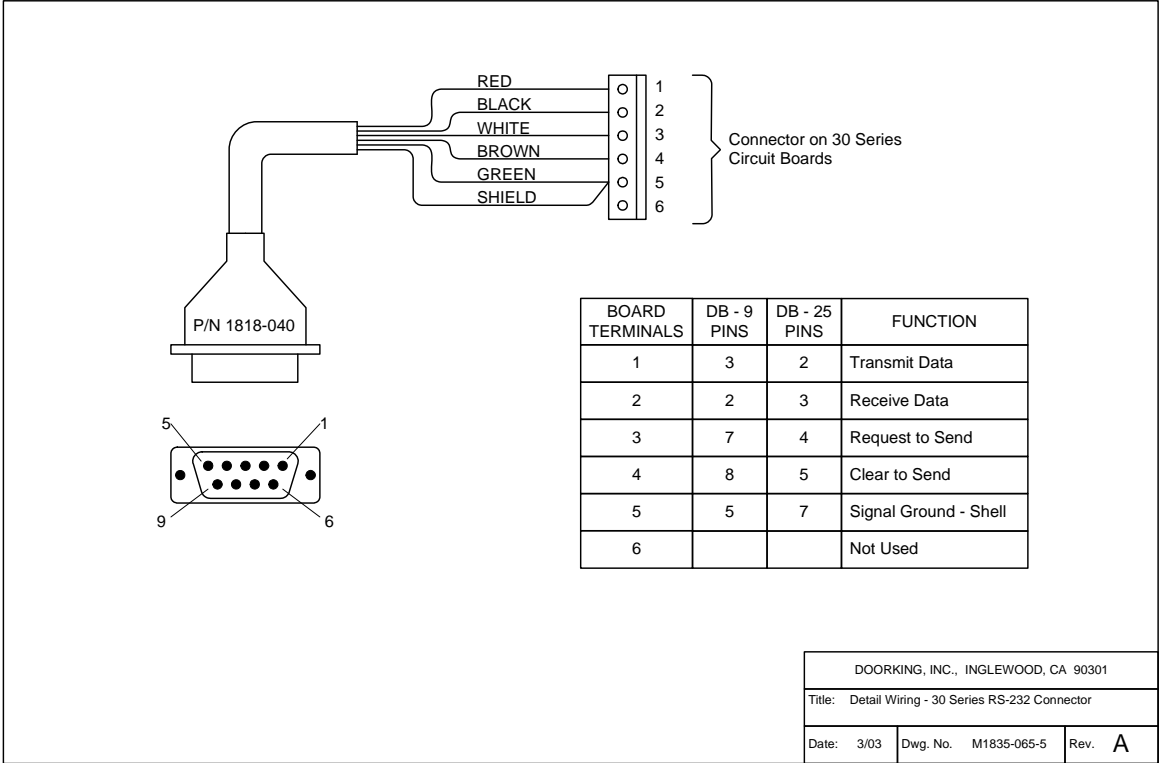 RED
BLACK
WHITE
BROWN
GREEN
SHIELD
1
2
3
4
5
6
Connector on 30 Series
Circuit Boards
P/N 1818-040
5 1
9 6
BOARD TERMINALS DB - 9 PINS DB - 25 PINS FUNCTION
1 3 2 Transmit Data
2 2 3 Receive Data
3 7 4 Request to Send
4 8 5 Clear to Send
5 5 7 Signal Ground - Shell
6 Not Used
DOORKING, INC., INGLEWOOD, CA 90301
Title: Detail Wiring - 30 Series RS-232 Connector
Date: 3/03 Dwg. No. M1835-065-5 Rev. A